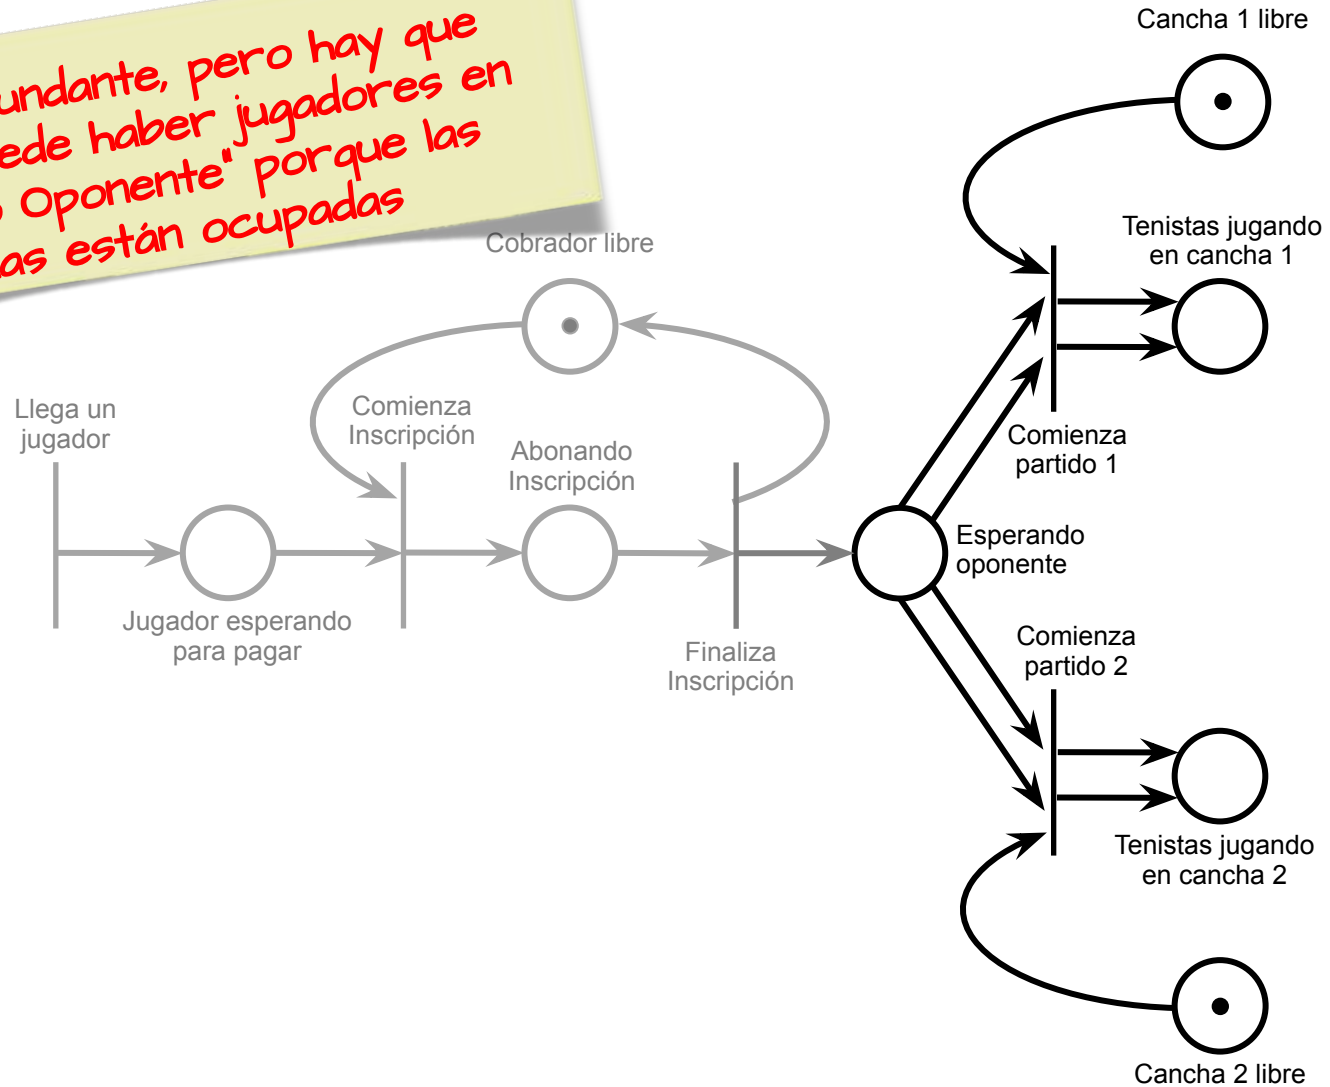 undante, pero hay que
ede haber jugadores en
Oponente" porque las
as están ocupadas
Cancha 1 libre
Tenistas jugando
en cancha 1
Cobrador libre
Llega un
jugador
Comienza
Inscripción
Abonando
Inscripción
Comienza
partido 1
Esperando
oponente
Jugador esperando
para pagar
Finaliza
Inscripción
Comienza
partido 2
Tenistas jugando
en cancha 2
Cancha 2 libre